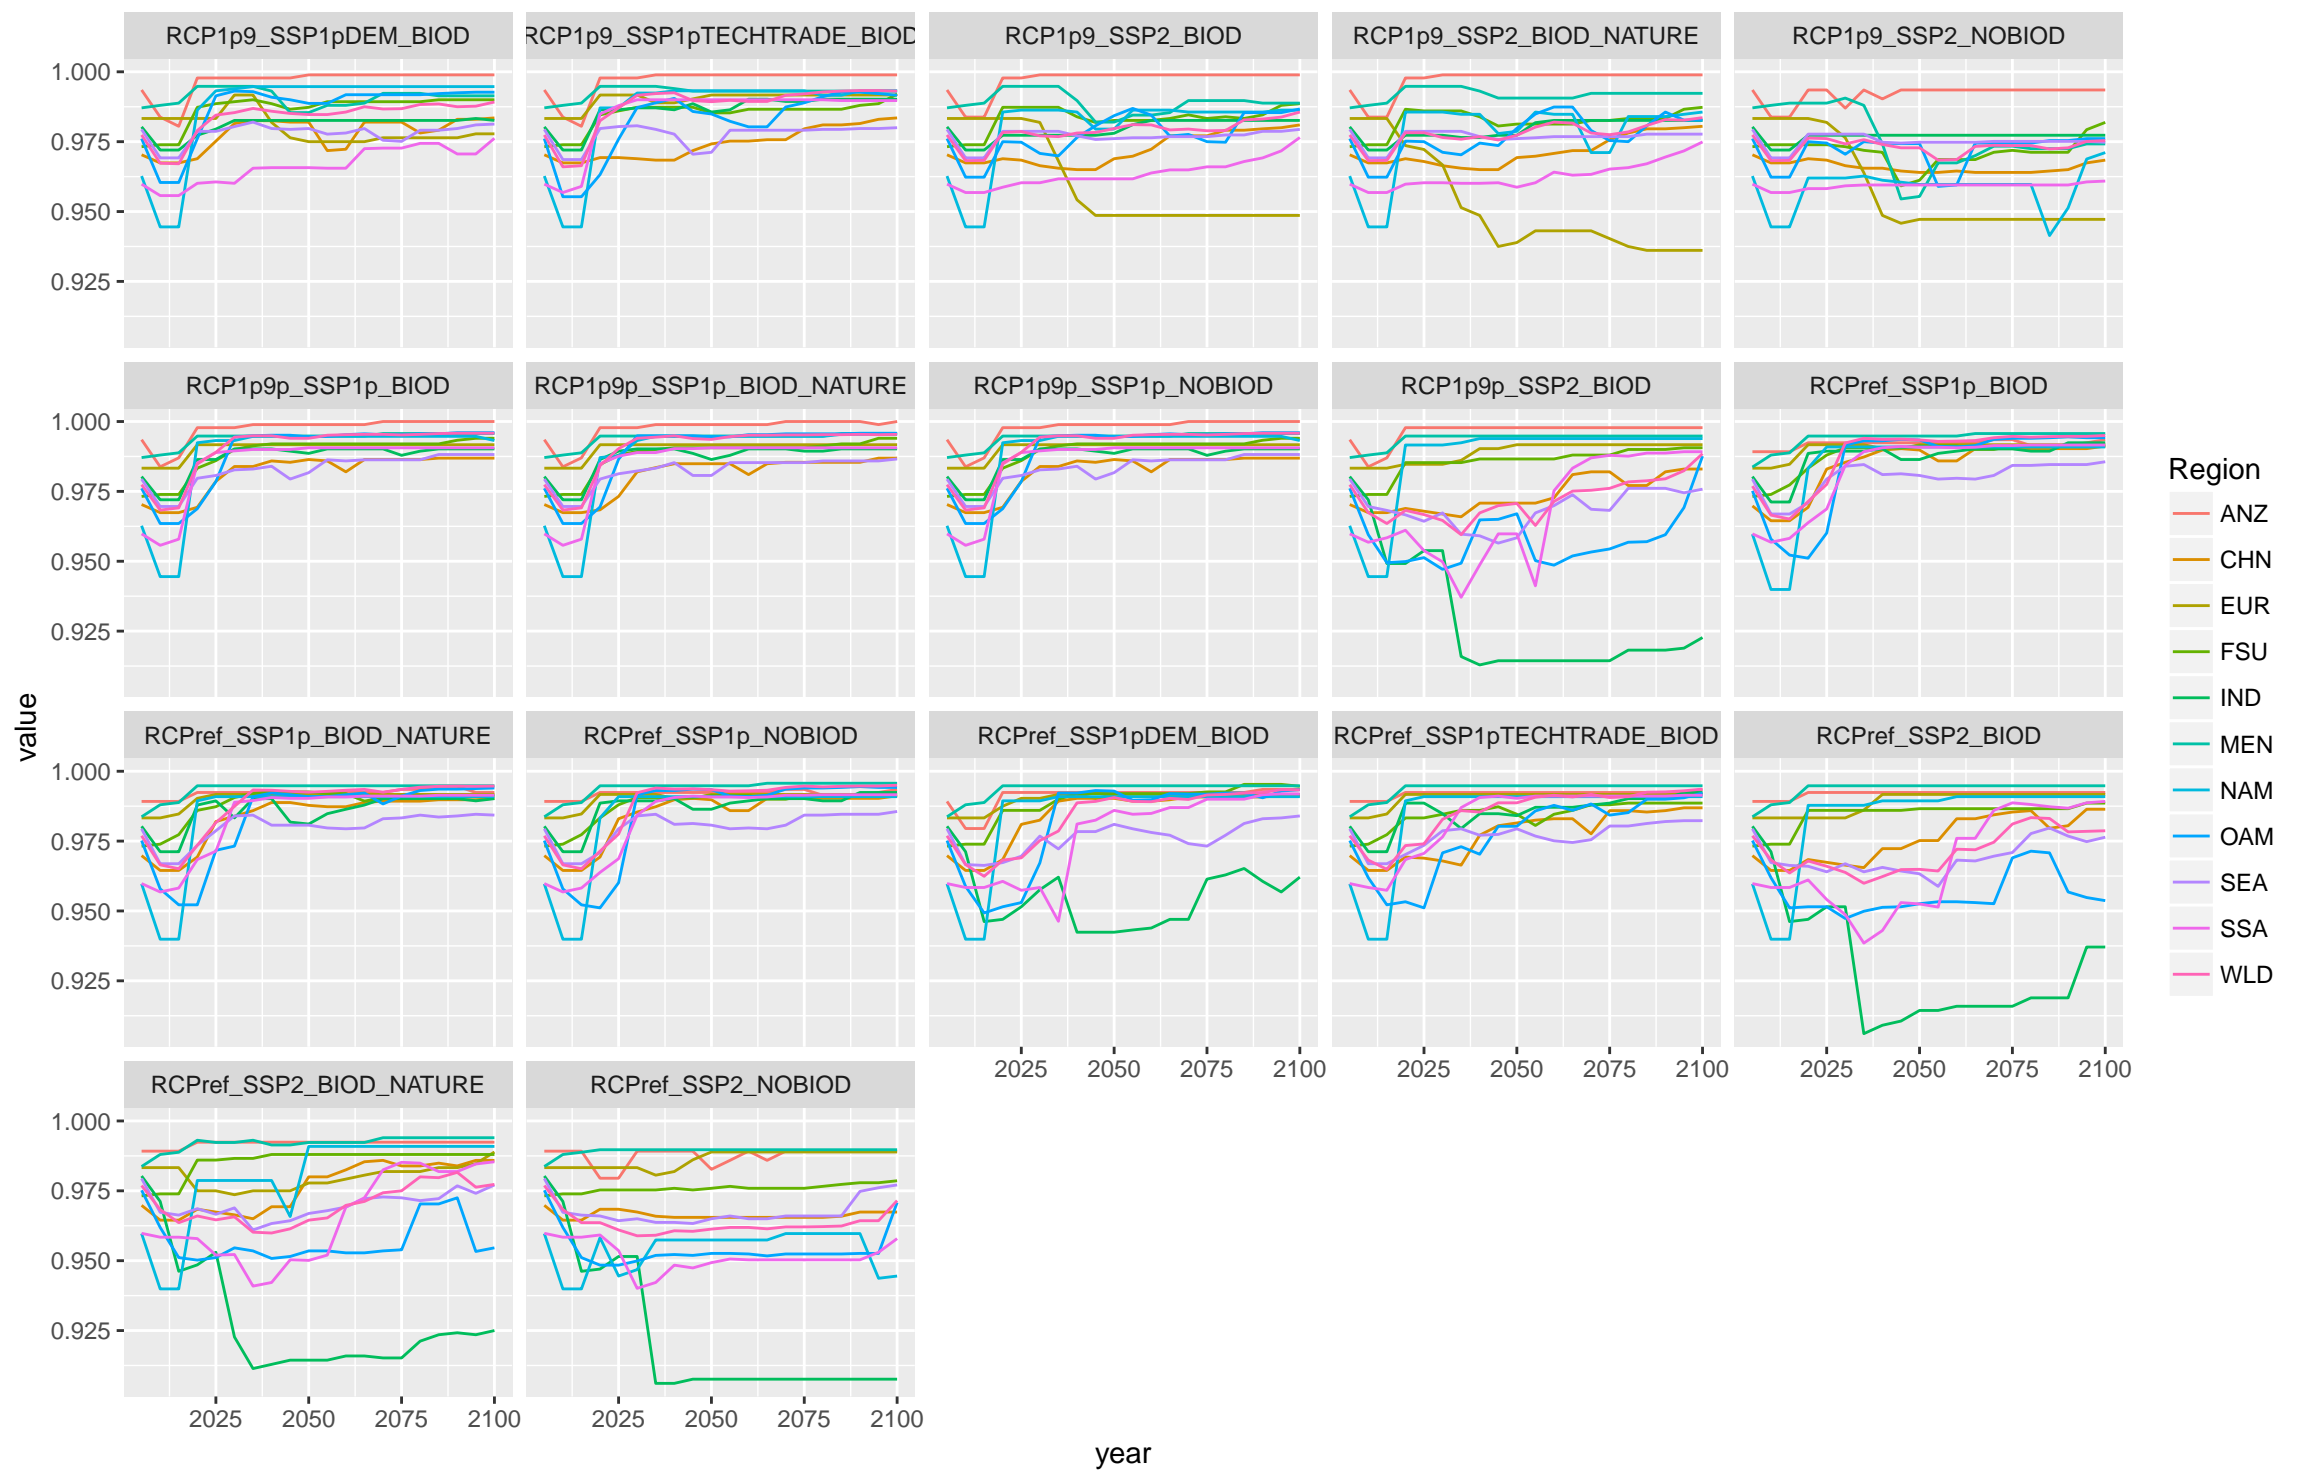 RCP1p9_SSP1pDEM_BIOD
RCP1p9_SSP1pTECHTRADE_BIOD
RCP1p9_SSP2_BIOD
RCP1p9_SSP2_BIOD_NATURE
RCP1p9_SSP2_NOBIOD
1.000
0.975
0.950
0.925
RCP1p9p_SSP1p_BIOD
RCP1p9p_SSP1p_BIOD_NATURE
RCP1p9p_SSP1p_NOBIOD
RCP1p9p_SSP2_BIOD
RCPref_SSP1p_BIOD
1.000
0.975
0.950
0.925
RCPref_SSP1p_BIOD_NATURE
RCPref_SSP1p_NOBIOD
RCPref_SSP1pDEM_BIOD
RCPref_SSP1pTECHTRADE_BIOD
RCPref_SSP2_BIOD
1.000
0.975
0.950
0.925
2025 2050 2075 2100
2025 2050 2075 2100
2025 2050 2075 2100
RCPref_SSP2_BIOD_NATURE
RCPref_SSP2_NOBIOD
1.000
0.975
0.950
0.925
2025 2050 2075 2100
2025 2050 2075 2100
value
year
Region
ANZ
CHN
EUR
FSU
IND
MEN
NAM
OAM
SEA
SSA
WLD